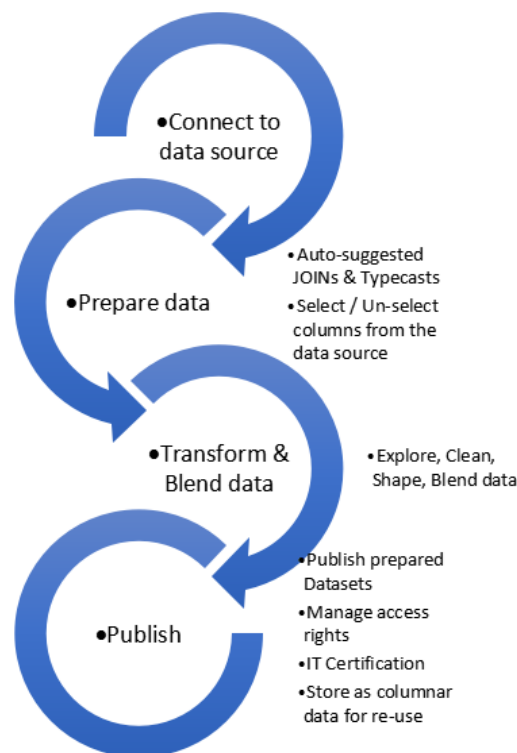 •Connect to
data source
•Auto-suggested
JOINs & Typecasts
•Select / Un-select
columns from the
data source
•Prepare data
•Transform &
Blend data
•Explore, Clean,
Shape, Blend data
•Publish prepared
Datasets
•Manage access
rights
•IT Certification
•Store as columnar
data for re-use
•Publish